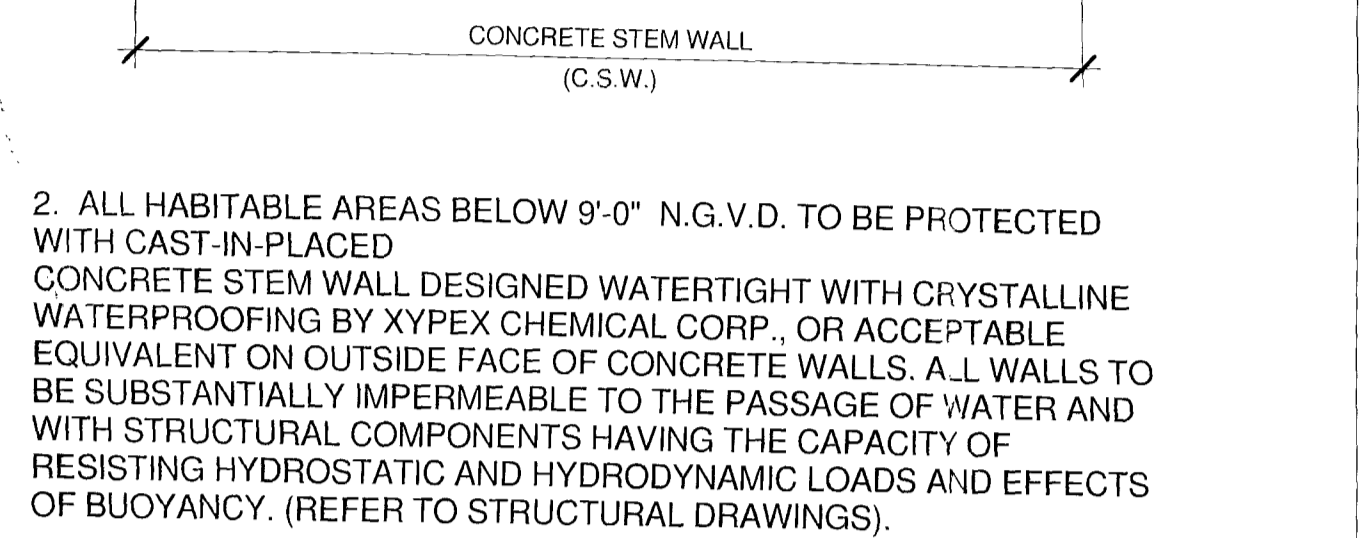 CONCRETE STEM WALL
(C.S.W.)
2. ALL HABITABLE AREAS BELOW 9'-0" N.G.V.D. TO BE PROTECTED
WITH CAST-IN-PLACED
CONCRETE STEM WALL DESIGNED WATERTIGHT WITH CRYSTALLINE
WATERPROOFING BY XYPEX CHEMICAL CORP., OR ACCEPTABLE
EQUIVALENT ON OUTSIDE FACE OF CONCRETE WALLS. ALL WALLS TO
BE SUBSTANTIALLY IMPERMEABLE TO THE PASSAGE OF WATER AND
WITH STRUCTURAL COMPONENTS HAVING THE CAPACITY OF
RESISTING HYDROSTATIC AND HYDRODYNAMIC LOADS AND EFFECTS
OF BUOYANCY. (REFER TO STRUCTURAL DRAWINGS).